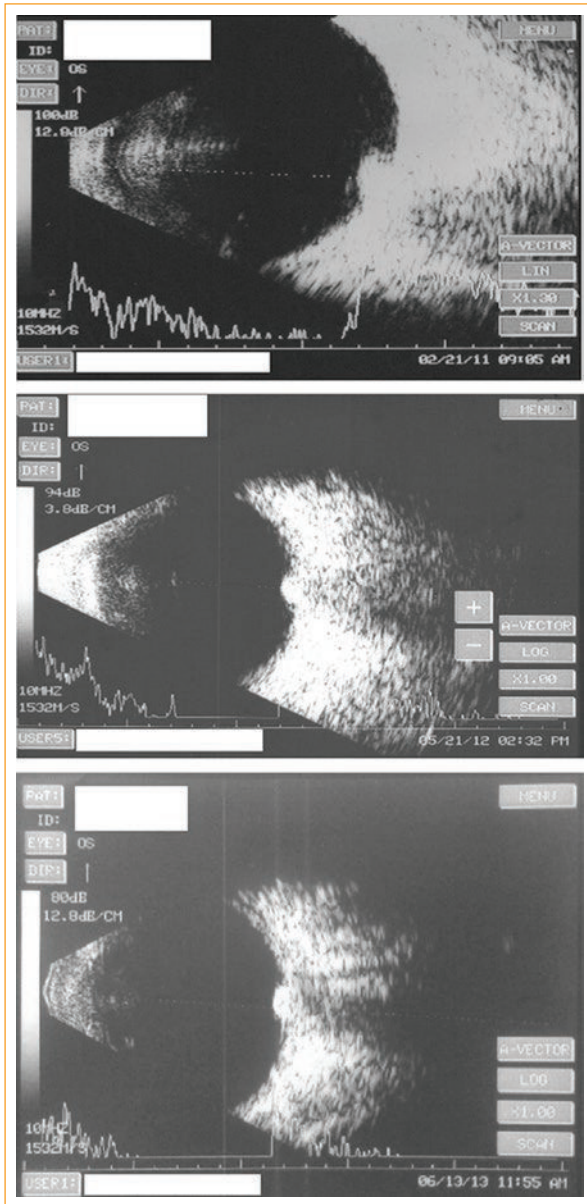 PAT:
MENU
ID:
EYE: OS
DIR:
100dB
12.8dB/CM
A-VECTOR
LIN
10MHZ
X1.30
1532M/S
SCAN
USER1:
02/21/11 09:05 AM
PAT:
MENU
ID:
EYE: OS
DIR:
94dB
3.8dB/CM
+
A-VECTOR
−
LOG
10MHZ
X1.00
1532M/S
SCAN
USER5:
05/21/12 02:32 PM
PAT:
MENU
ID:
EYE: OS
DIR:
80dB
12.8dB/CM
A-VECTOR
LOG
X1.00
10MHZ
1532M/S
SCAN
USER1:
06/13/13 11:55 AM